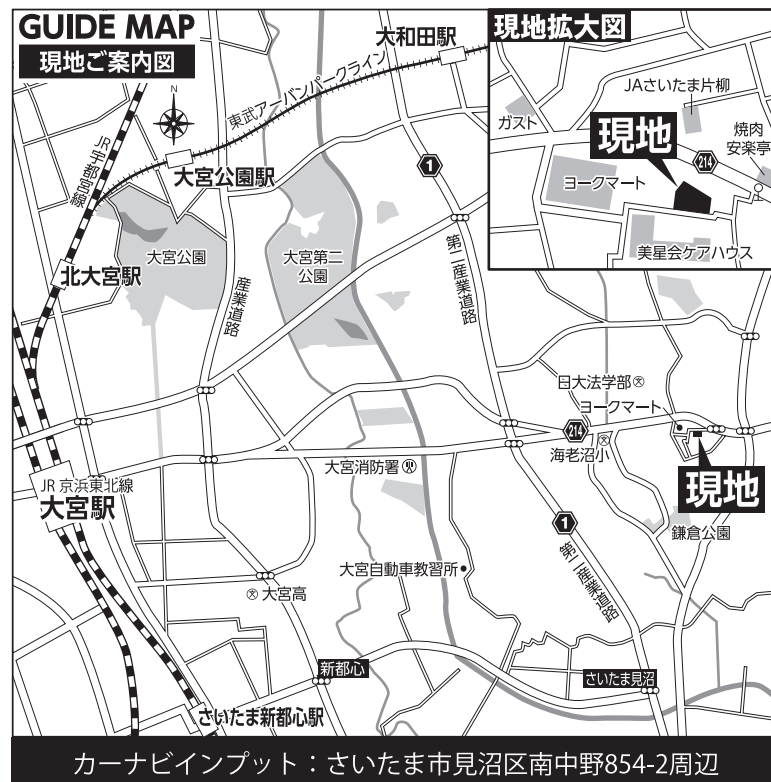 GUIDE MAP
現地ご案内図
N
大和田駅
東武アーバンパークライン
JR宇都宮線
大宮公園駅
1
北大宮駅
大宮公園
大宮第二
公園
産業道路
第二産業道路
日大法学部
文
ヨークマート
214
文
海老沼小
大宮消防署
現地
JR 京浜東北線
大宮駅
1
鎌倉公園
大宮自動車教習所
第二産業道路
文
大宮高
新都心
さいたま見沼
さいたま新都心駅
現地拡大図
JAさいたま片柳
ガスト
現地
焼肉
安楽亭
214
ヨークマート
美星会ケアハウス
カーナビインプット：さいたま市見沼区南中野854-2周辺